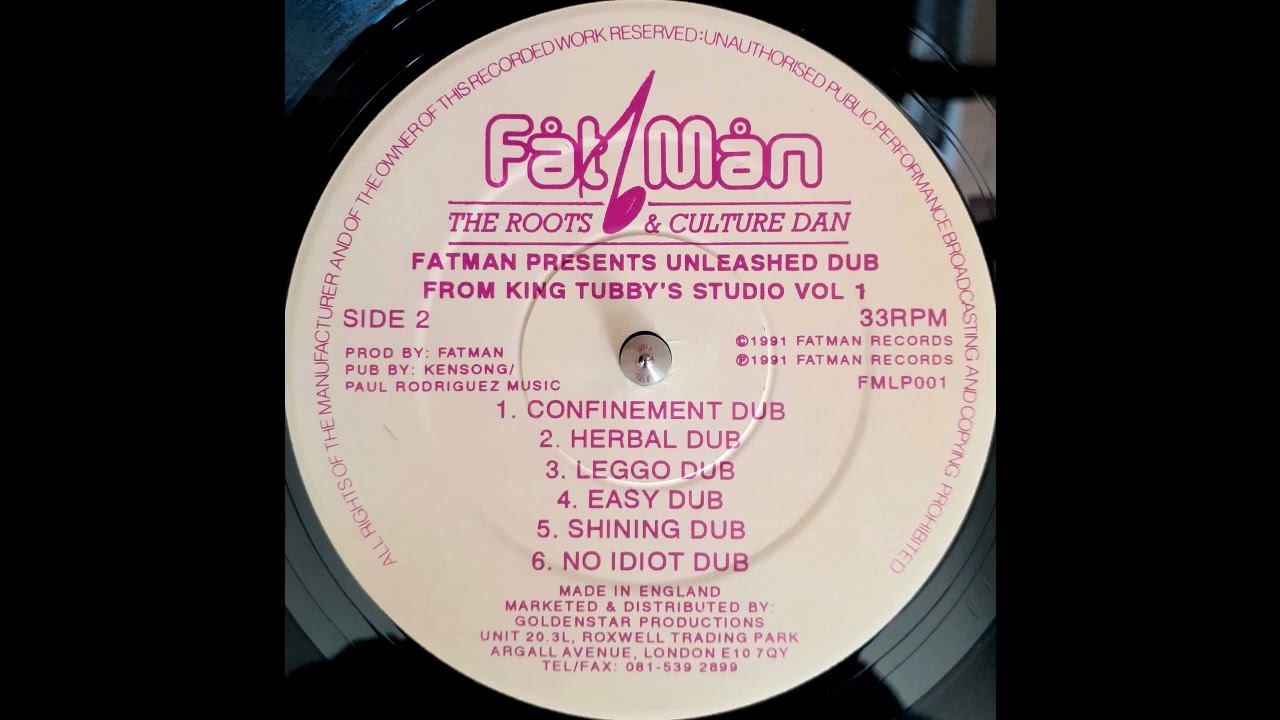 ALL RIGHTS OF THE MANUFACTURER AND OF THE OWNER OF THIS RECORDED WORK RESERVED: UNAUTHORISED PUBLIC PERFORMANCE BROADCASTING AND COPYING PROHIBITED
Fat Man
THE ROOTS & CULTURE DAN
FATMAN PRESENTS UNLEASHED DUB
FROM KING TUBBY'S STUDIO VOL 1
SIDE 2
33RPM
PROD BY: FATMAN
PUB BY: KENSONG/
PAUL RODRIGUEZ MUSIC
©1991 FATMAN RECORDS
℗1991 FATMAN RECORDS
FMLP001
1. CONFINEMENT DUB
2. HERBAL DUB
3. LEGGO DUB
4. EASY DUB
5. SHINING DUB
6. NO IDIOT DUB
MADE IN ENGLAND
MARKETED & DISTRIBUTED BY:
GOLDENSTAR PRODUCTIONS
UNIT 20.3L, ROXWELL TRADING PARK
ARGALL AVENUE, LONDON E10 7QY
TEL/FAX: 081-539 2899